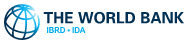 THE WORLD BANK
IBRD • IDA